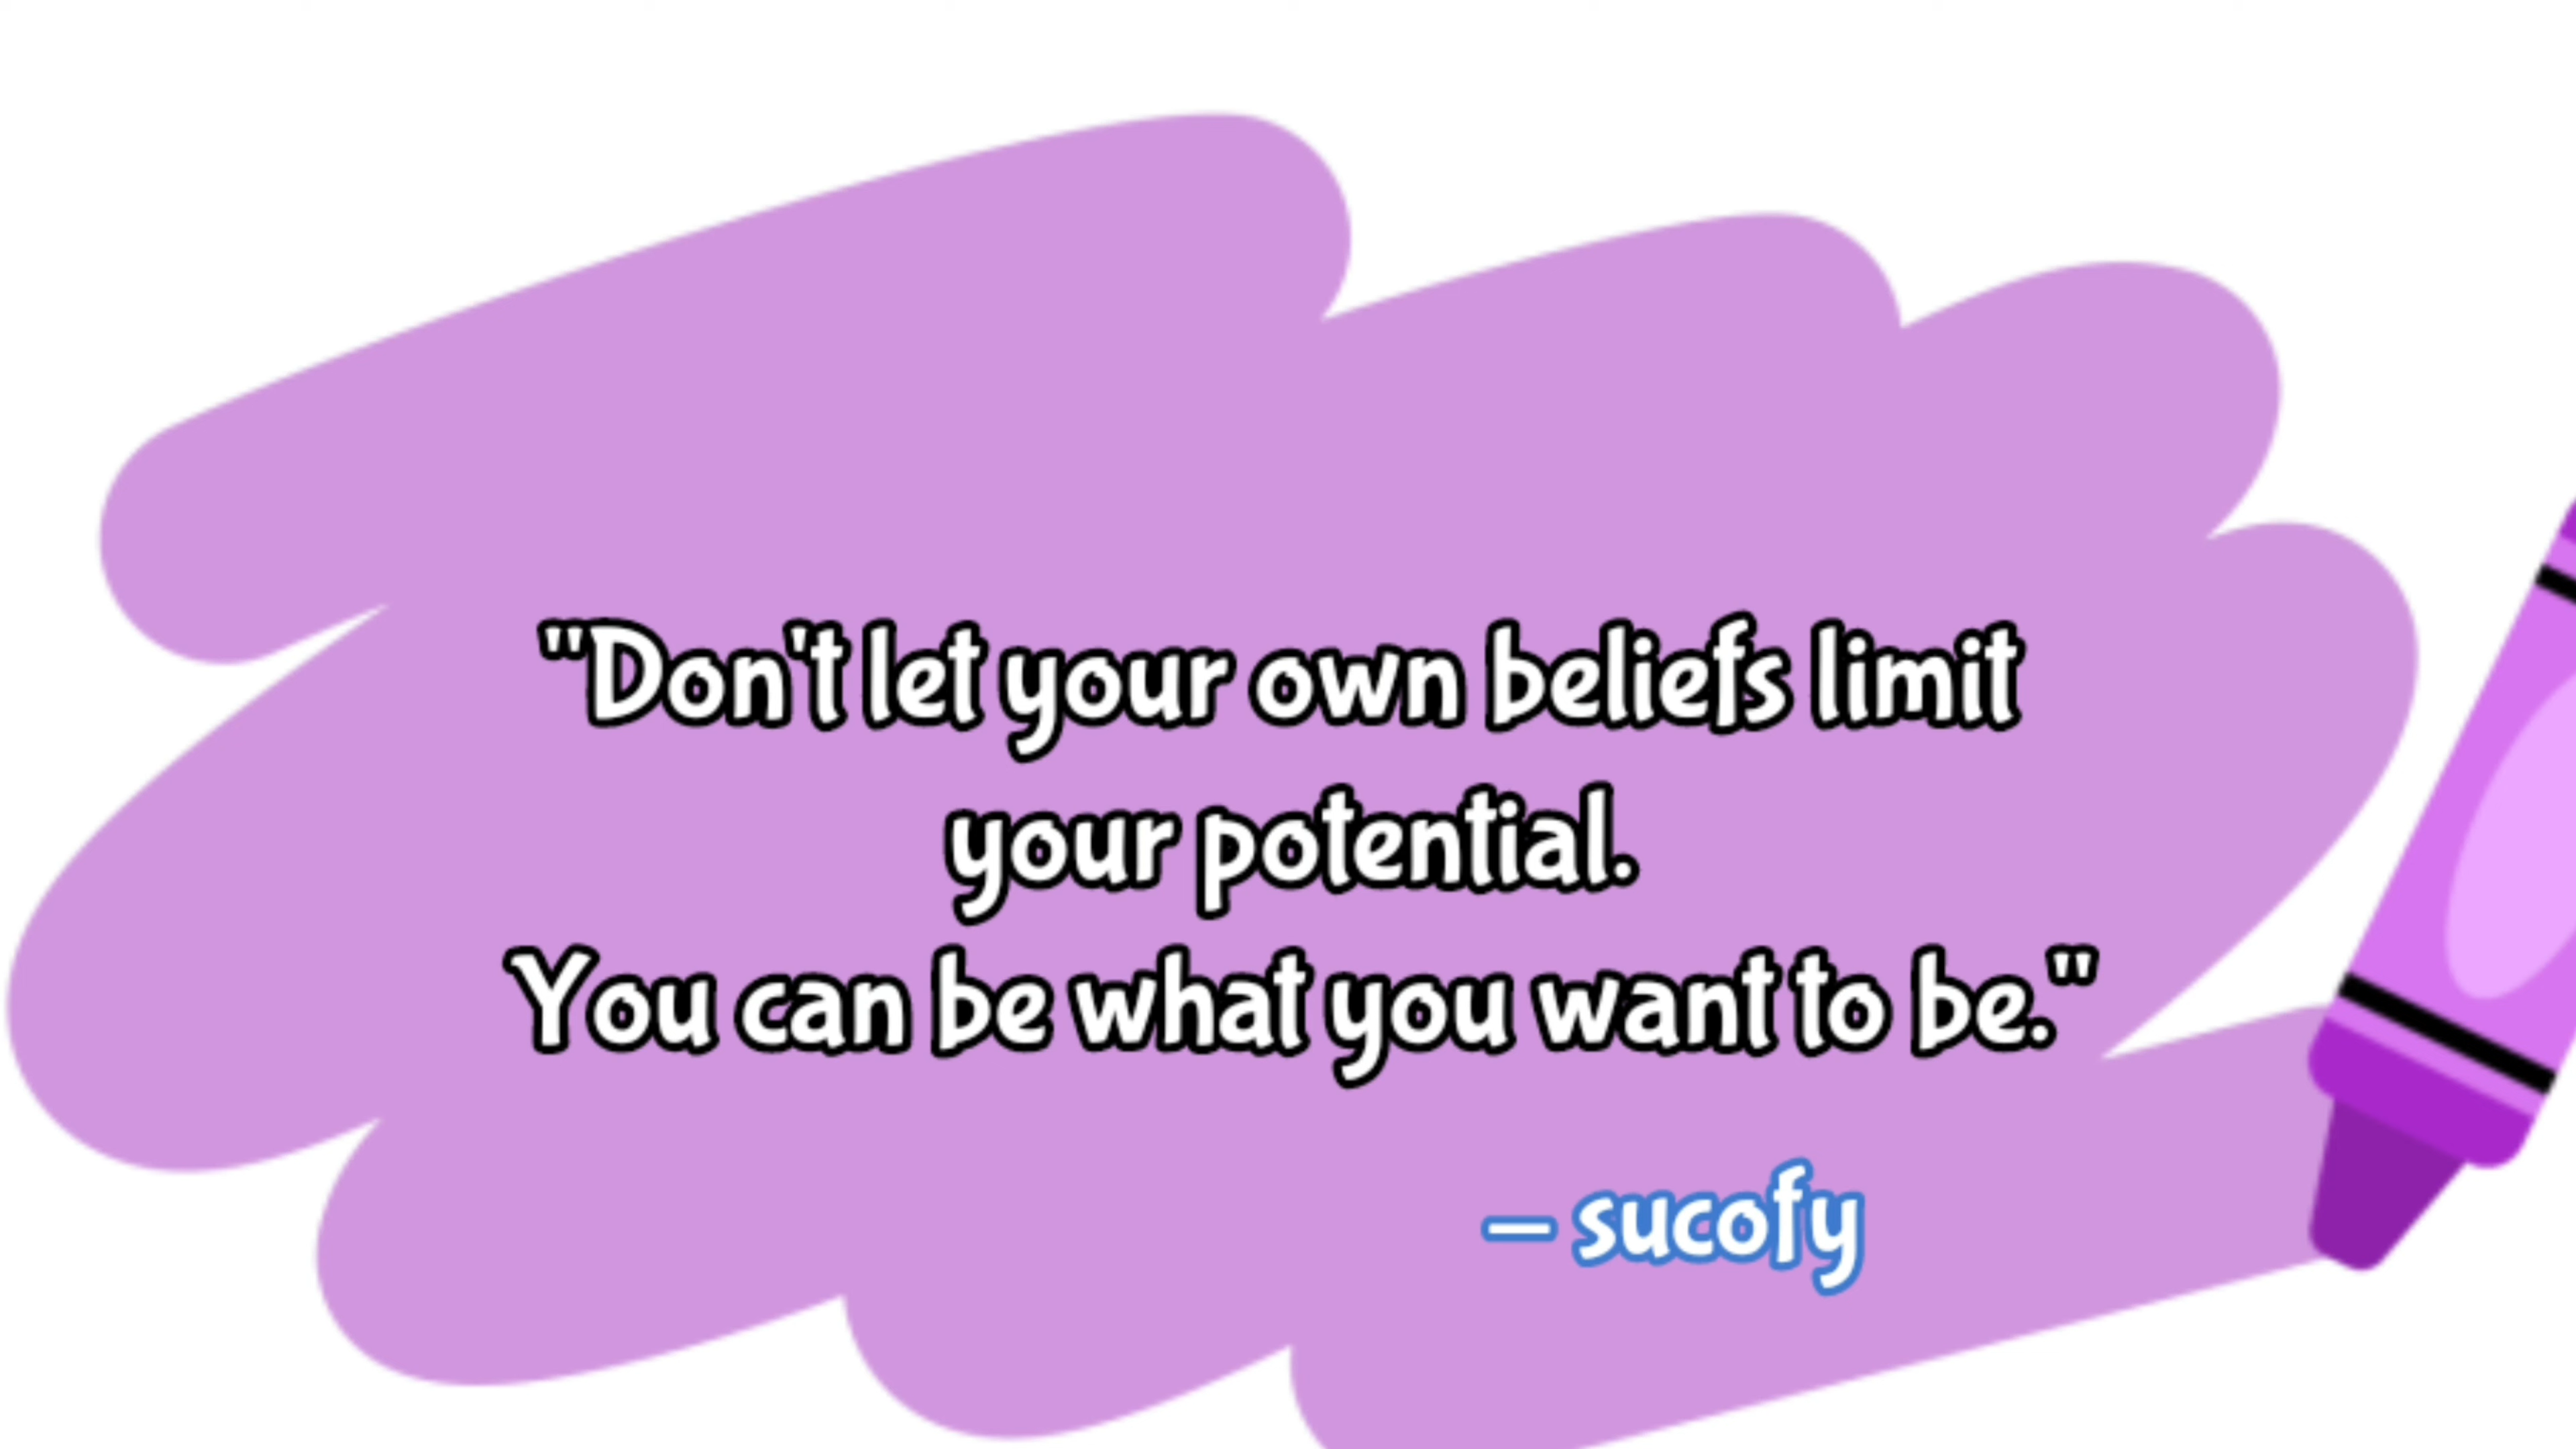 "Don't let your own beliefs limit
your potential.
You can be what you want to be."
– sucofy